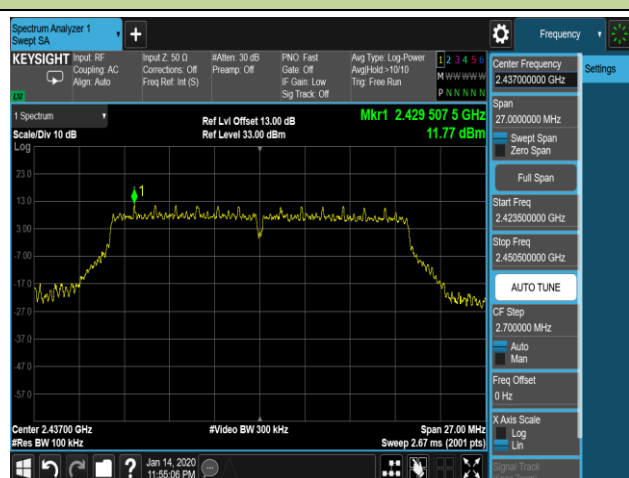 Spectrum Analyzer 1
Swept SA
Frequency
KEYSIGHT
Input: RF
Coupling: AC
Align: Auto
Input Z: 50 Ω
Corrections: Off
Freq Ref: Int (S)
#Atten: 30 dB
Preamp: Off
PNO: Fast
Gate: Off
IF Gain: Low
Sig Track: Off
Avg Type: Log-Power
Avg|Hold:>10/10
Trig: Free Run
1 2 3 4 5 6
M W W W W W
P N N N N N
LXI
1 Spectrum
Scale/Div 10 dB
Log
Ref Lvl Offset 13.00 dB
Ref Level 33.00 dBm
Mkr1 2.429 507 5 GHz
11.77 dBm
23.0
13.0
3.00
-7.00
-17.0
-27.0
-37.0
-47.0
-57.0
1
Center 2.43700 GHz
#Res BW 100 kHz
#Video BW 300 kHz
Span 27.00 MHz
Sweep 2.67 ms (2001 pts)
Jan 14, 2020
11:55:06 PM
Center Frequency
2.437000000 GHz
Span
27.0000000 MHz
Swept Span
Zero Span
Full Span
Start Freq
2.423500000 GHz
Stop Freq
2.450500000 GHz
AUTO TUNE
CF Step
2.700000 MHz
Auto
Man
Freq Offset
0 Hz
X Axis Scale
Log
Lin
Signal Track
Settings